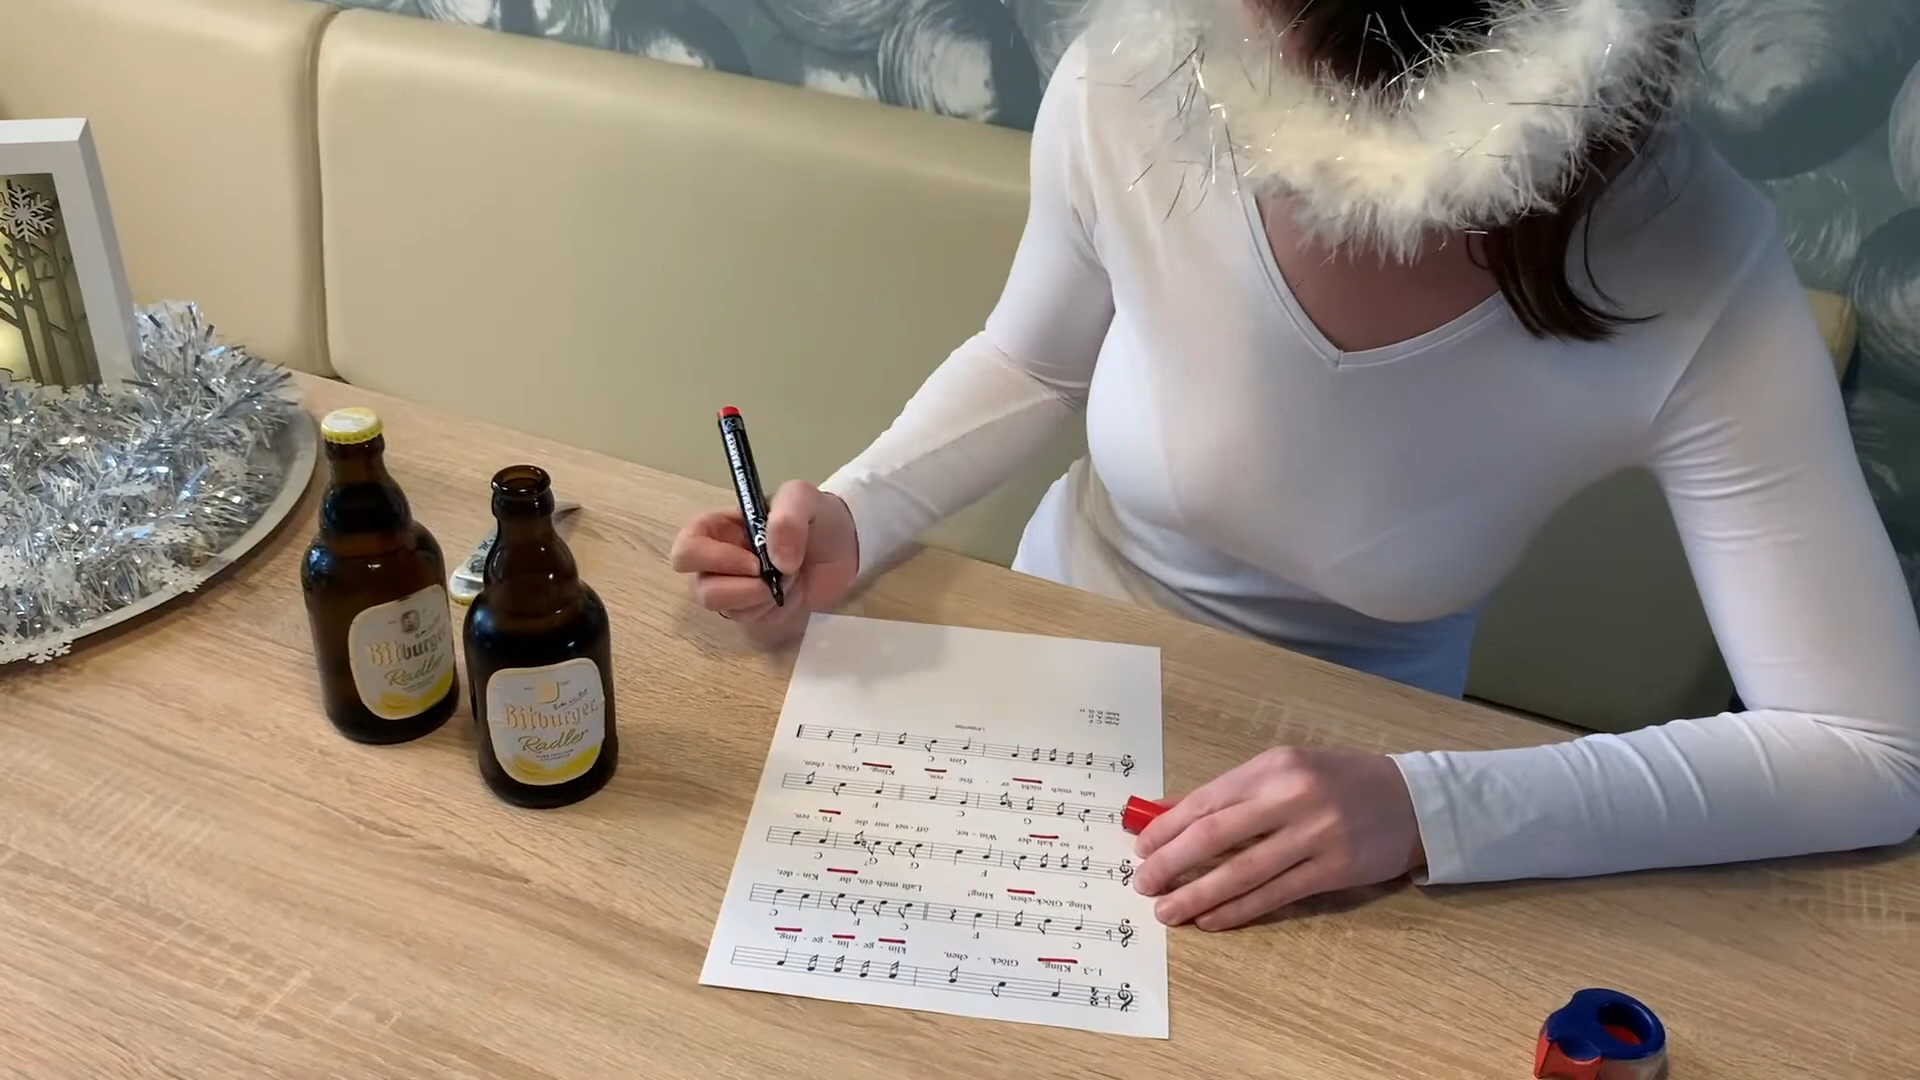 Bitburger
Radler
Bitburger
Radler
PERMANENT MARKER
1.-3. Kling, Glöck - chen, klin - ge - lin - ge - ling,
kling, Glöck-chen, kling! Laßt mich ein, ihr Kin - der,
s'ist so kalt der Win - ter, öff - net mir die Tü - ren,
laßt mich nicht er - frie - ren. Kling, Glöck - chen,